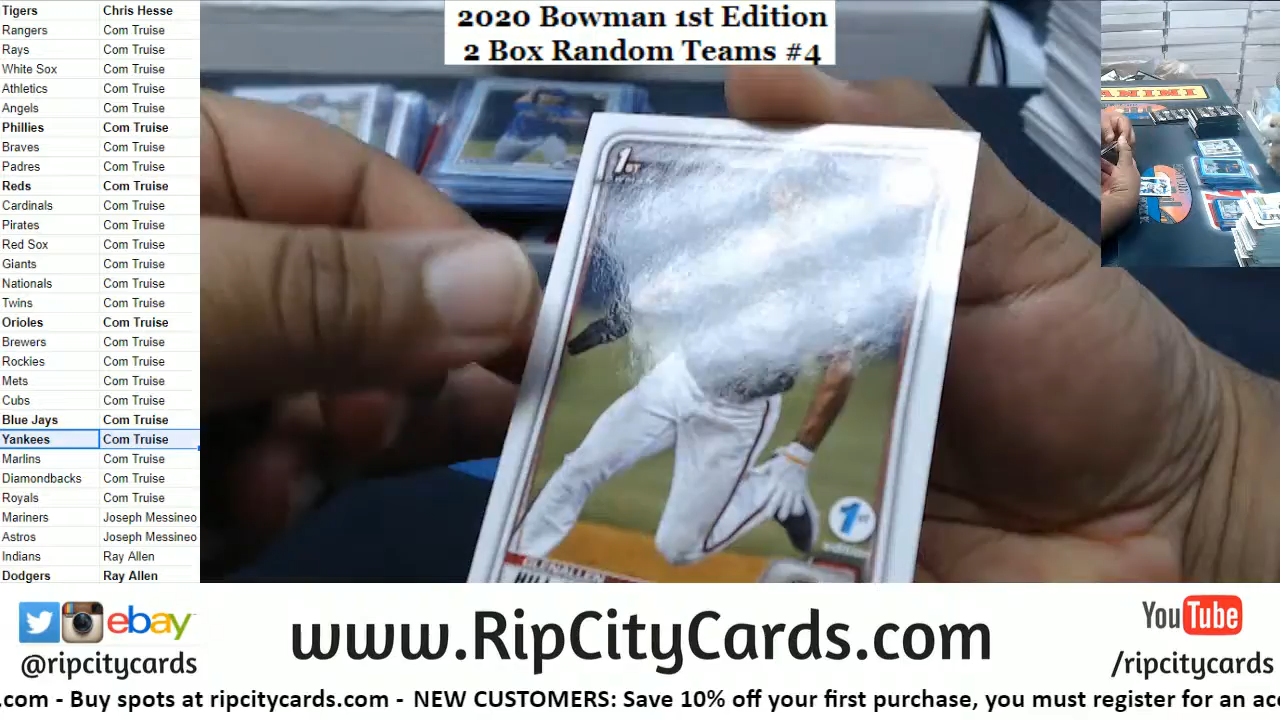 2020 Bowman 1st Edition
2 Box Random Teams #4
Tigers Chris Hesse
Rangers Com Truise
Rays Com Truise
White Sox Com Truise
Athletics Com Truise
Angels Com Truise
Phillies Com Truise
Braves Com Truise
Padres Com Truise
Reds Com Truise
Cardinals Com Truise
Pirates Com Truise
Red Sox Com Truise
Giants Com Truise
Nationals Com Truise
Twins Com Truise
Orioles Com Truise
Brewers Com Truise
Rockies Com Truise
Mets Com Truise
Cubs Com Truise
Blue Jays Com Truise
Yankees Com Truise
Marlins Com Truise
Diamondbacks Com Truise
Royals Com Truise
Mariners Joseph Messineo
Astros Joseph Messineo
Indians Ray Allen
Dodgers Ray Allen
1ST
1st
edition
PANINI
ebay
@ripcitycards
www.RipCityCards.com
YouTube
/ripcitycards
.com - Buy spots at ripcitycards.com - NEW CUSTOMERS: Save 10% off your first purchase, you must register for an acc